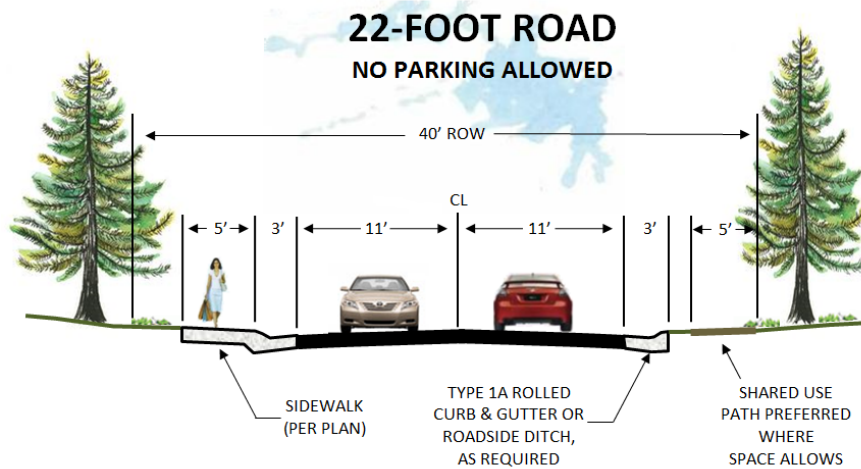 22-FOOT ROAD
NO PARKING ALLOWED
40' ROW
CL
5'
3'
11'
11'
3'
5'
SIDEWALK
(PER PLAN)
TYPE 1A ROLLED
CURB & GUTTER OR
ROADSIDE DITCH,
AS REQUIRED
SHARED USE
PATH PREFERRED
WHERE
SPACE ALLOWS